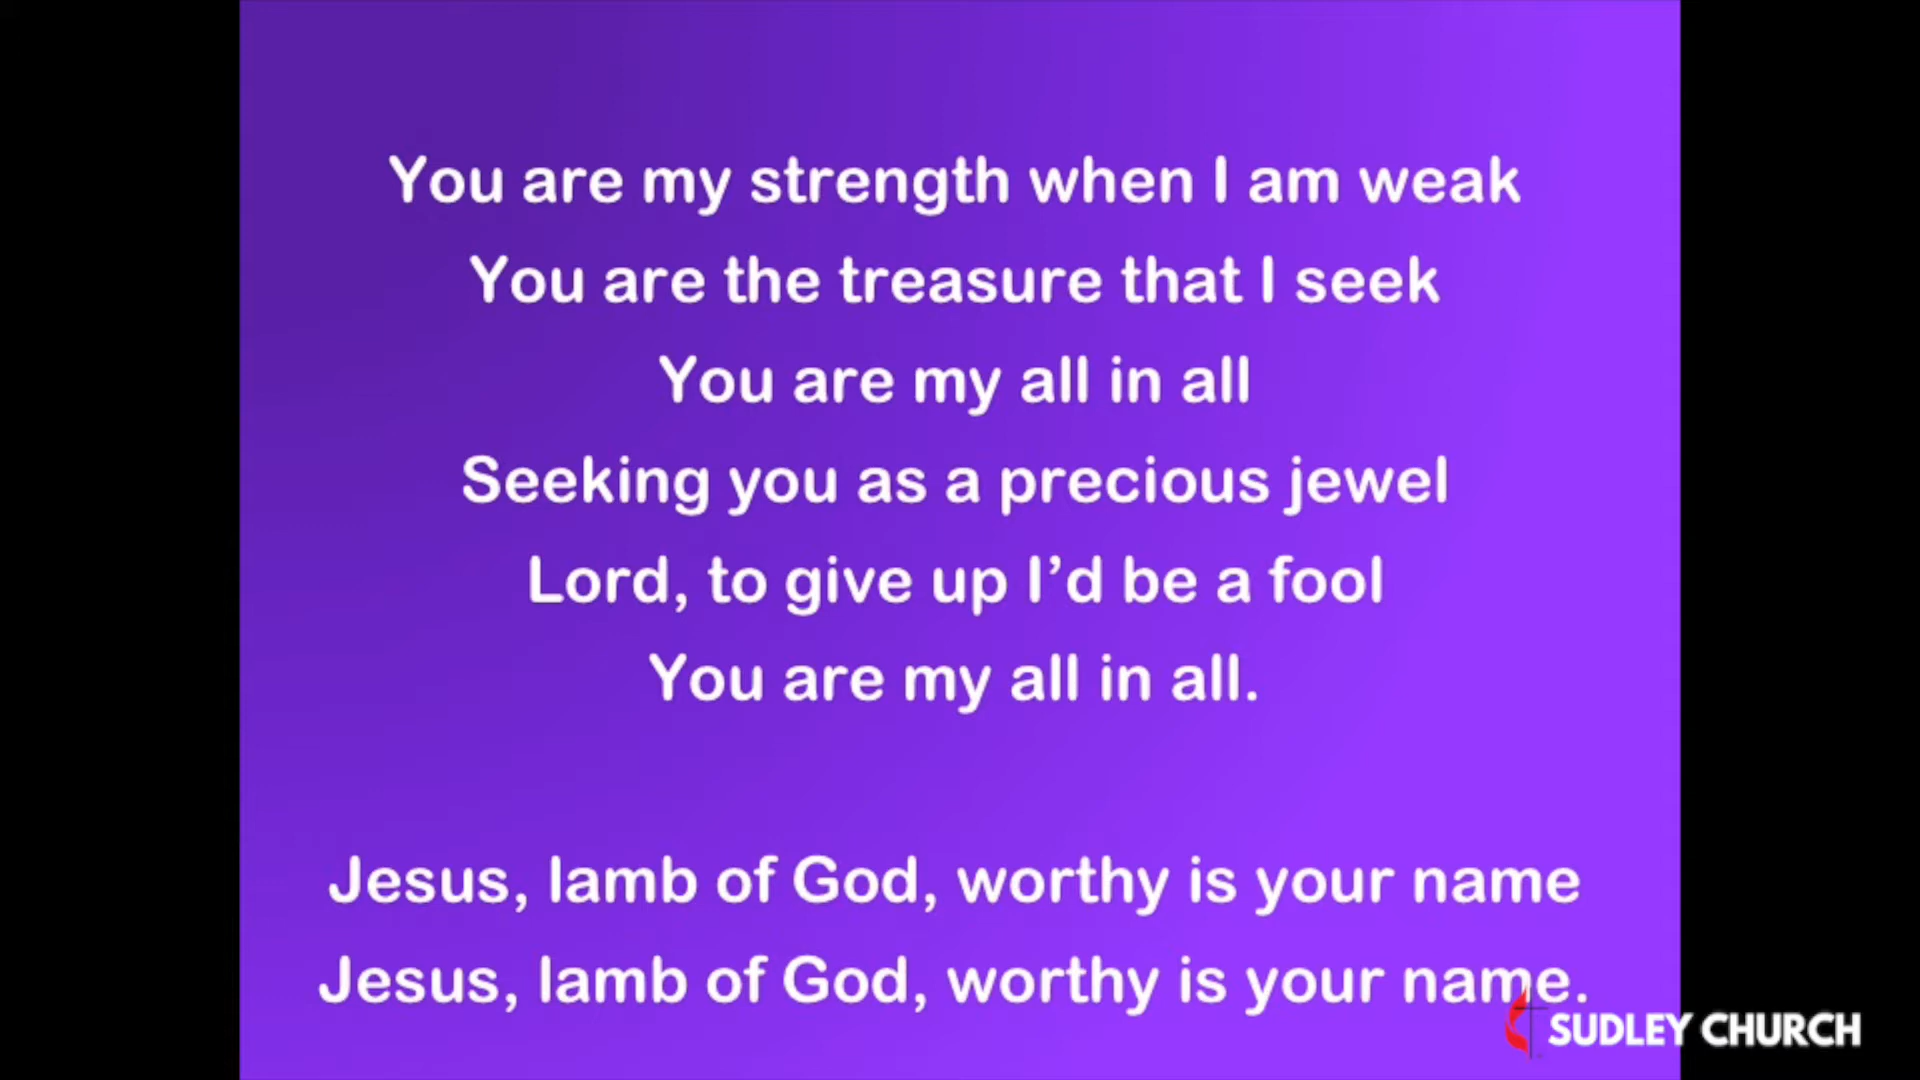 You are my strength when I am weak
You are the treasure that I seek
You are my all in all
Seeking you as a precious jewel
Lord, to give up I’d be a fool
You are my all in all.
Jesus, lamb of God, worthy is your name
Jesus, lamb of God, worthy is your name.
SUDLEY CHURCH